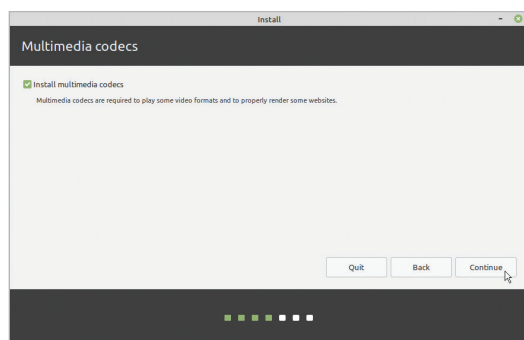 Install
Multimedia codecs
Install multimedia codecs
Multimedia codecs are required to play some video formats and to properly render some websites.
Quit Back Continue